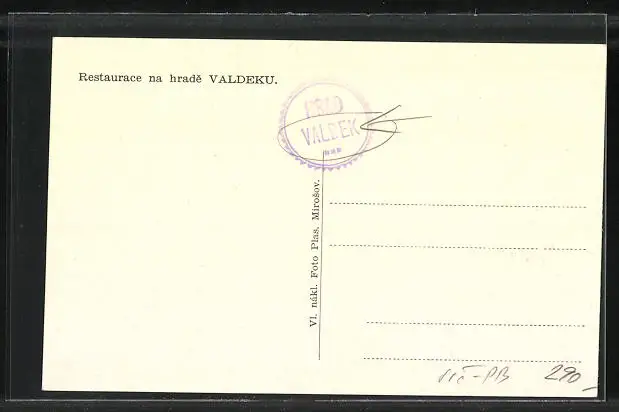 Restaurace na hradě VALDEKU.
HRAD
VALDEK
Vl. nákl. Foto Plas, Mirošov.
290,-